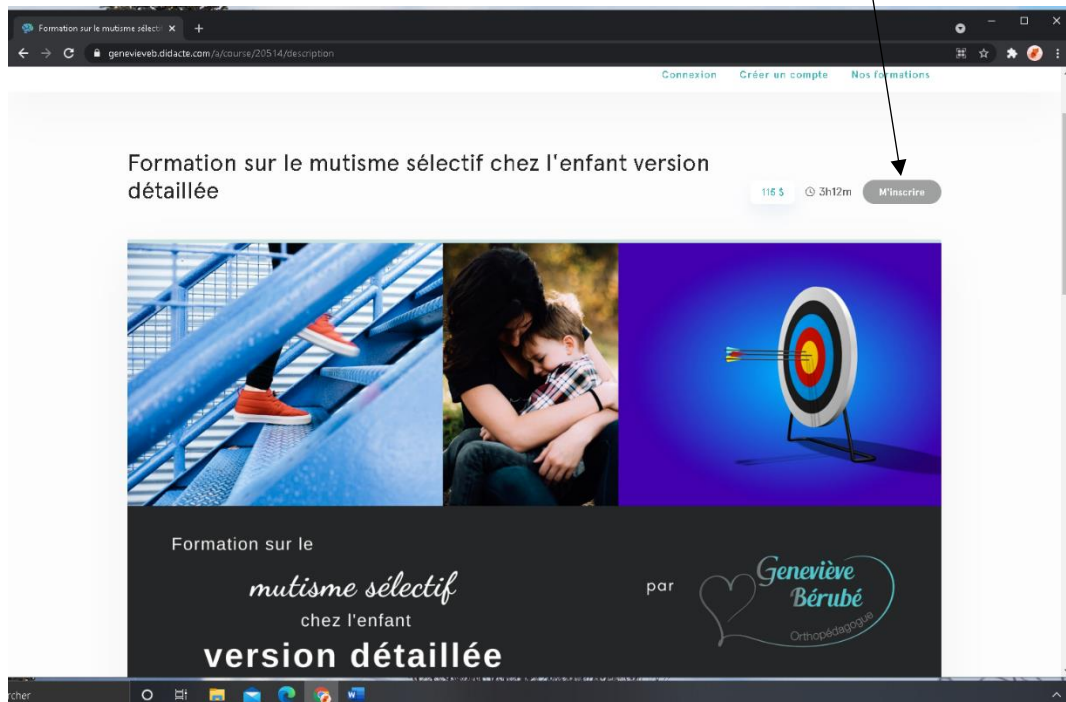 Formation sur le mutisme sélecti
genevieveb.didacte.com/a/course/20514/description
Connexion Créer un compte Nos formations
Formation sur le mutisme sélectif chez l'enfant version
détaillée
116 $ 3h12m M'inscrire
Formation sur le
mutisme sélectif
chez l'enfant
version détaillée
par
Geneviève
Bérubé
Orthopédagogue
rcher